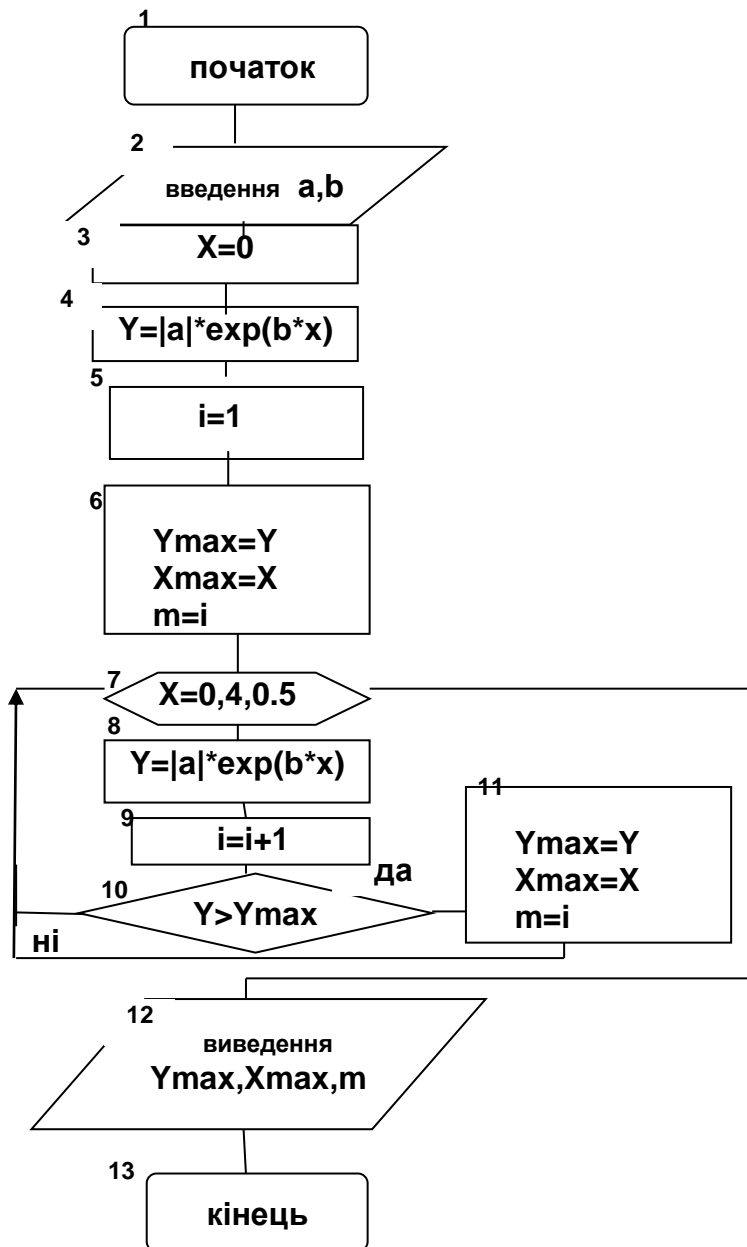 1
початок
2
введення a,b
3
X=0
4
Y=|a|*exp(b*x)
5
i=1
6
Ymax=Y
Xmax=X
m=i
7
X=0,4,0.5
8
Y=|a|*exp(b*x)
9
i=i+1
10
Y>Ymax
да
ні
11
Ymax=Y
Xmax=X
m=i
12
виведення
Ymax,Xmax,m
13
кінець